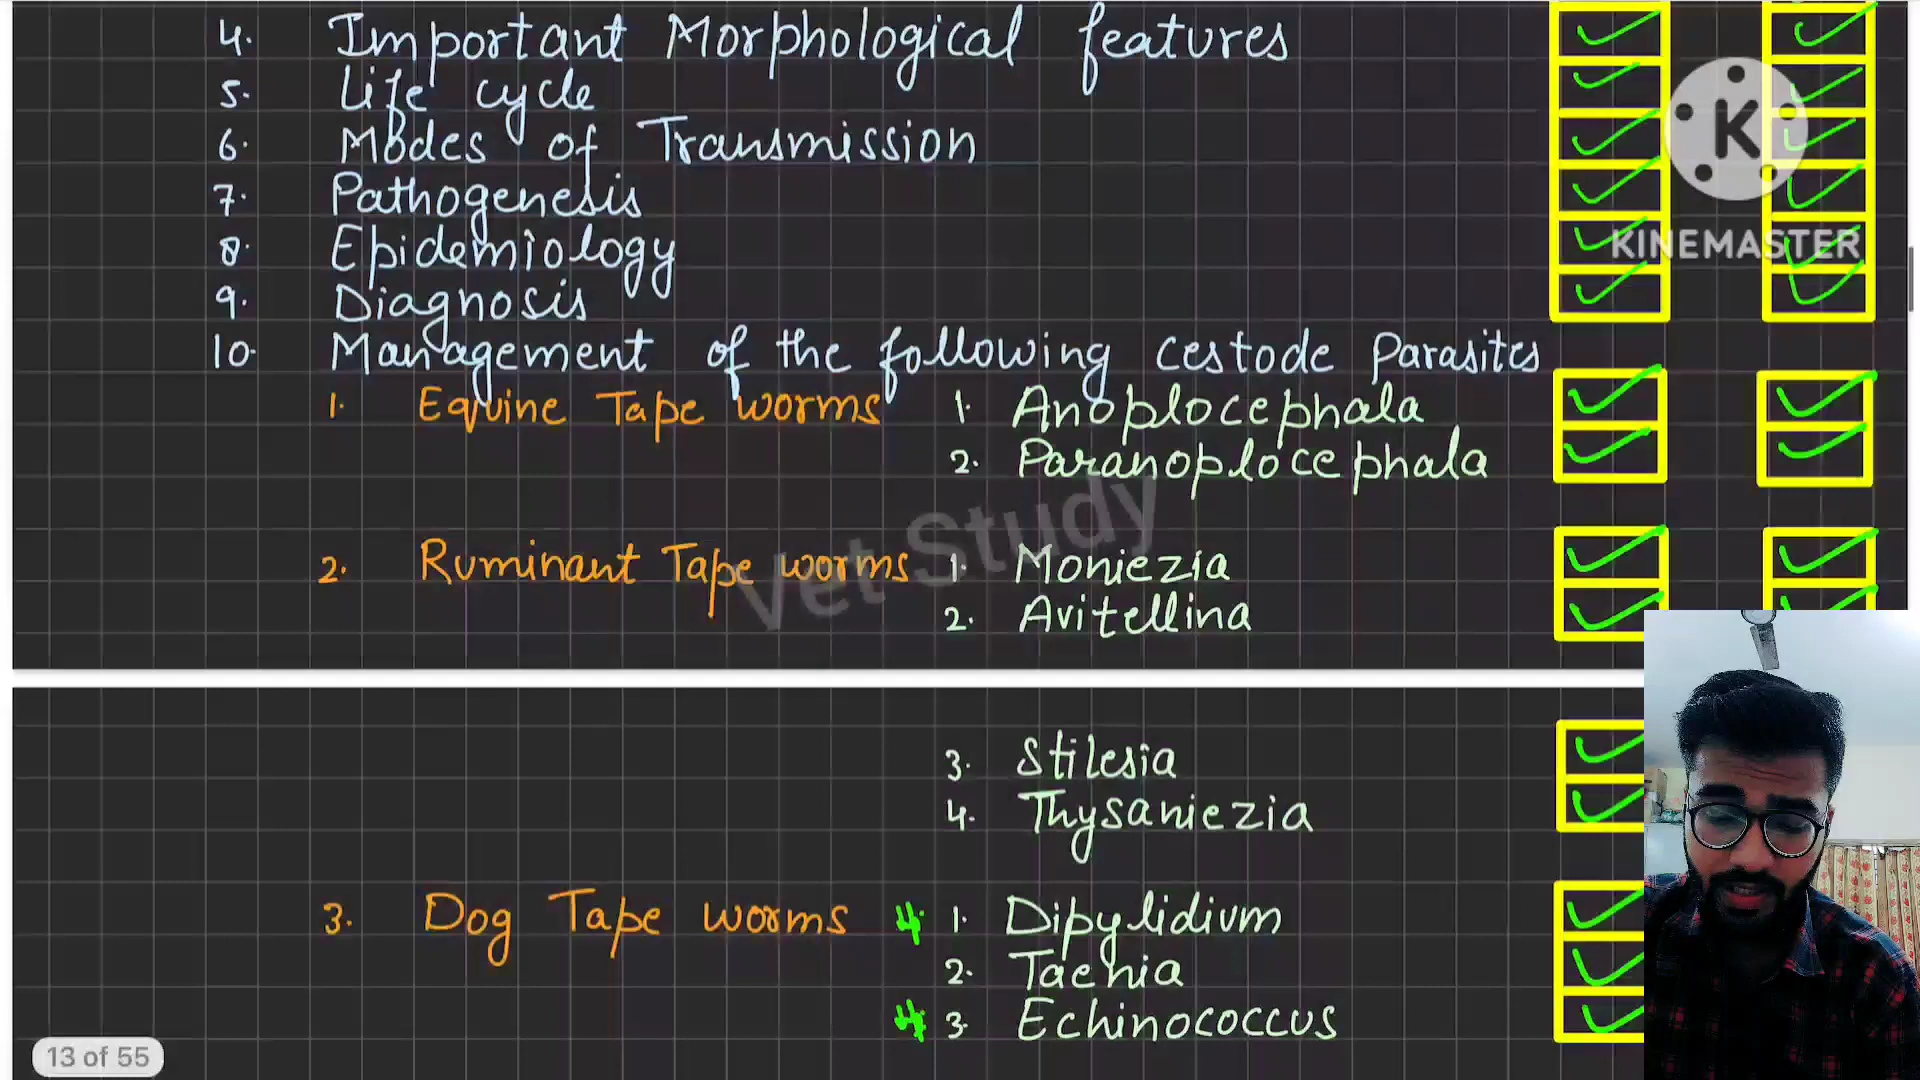 4. Important Morphological features
5. Life cycle
6. Modes of Transmission
7. Pathogenesis
8. Epidemiology
9. Diagnosis
10. Management of the following cestode Parasites
1. Equine Tape worms 1. Anoplocephala
2. Paranoplocephala
2. Ruminant Tape worms 1. Moniezia
2. Avitellina
3. Stilesia
4. Thysaniezia
3. Dog Tape worms 1. Dipylidium
2. Taenia
3. Echinococcus
K
KINEMASTER
Vet Study
13 of 55